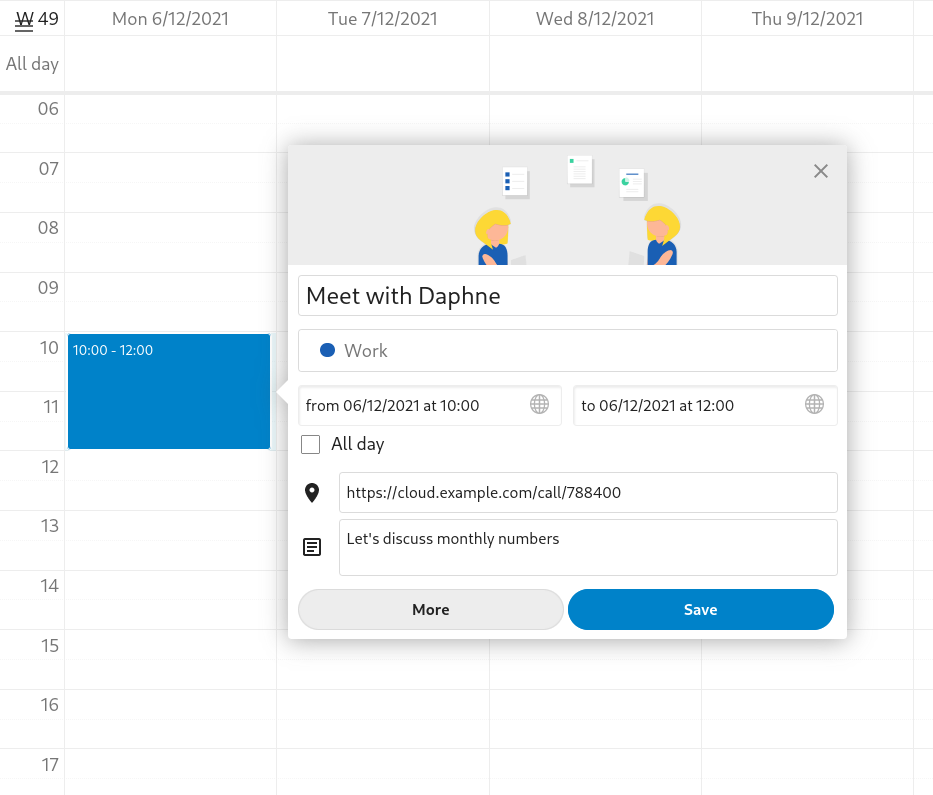 W 49 Mon 6/12/2021 Tue 7/12/2021 Wed 8/12/2021 Thu 9/12/2021
All day
06
07
08
09
10
11
12
13
14
15
16
17
10:00 - 12:00
Meet with Daphne
Work
from 06/12/2021 at 10:00 to 06/12/2021 at 12:00
All day
https://cloud.example.com/call/788400
Let's discuss monthly numbers
More Save